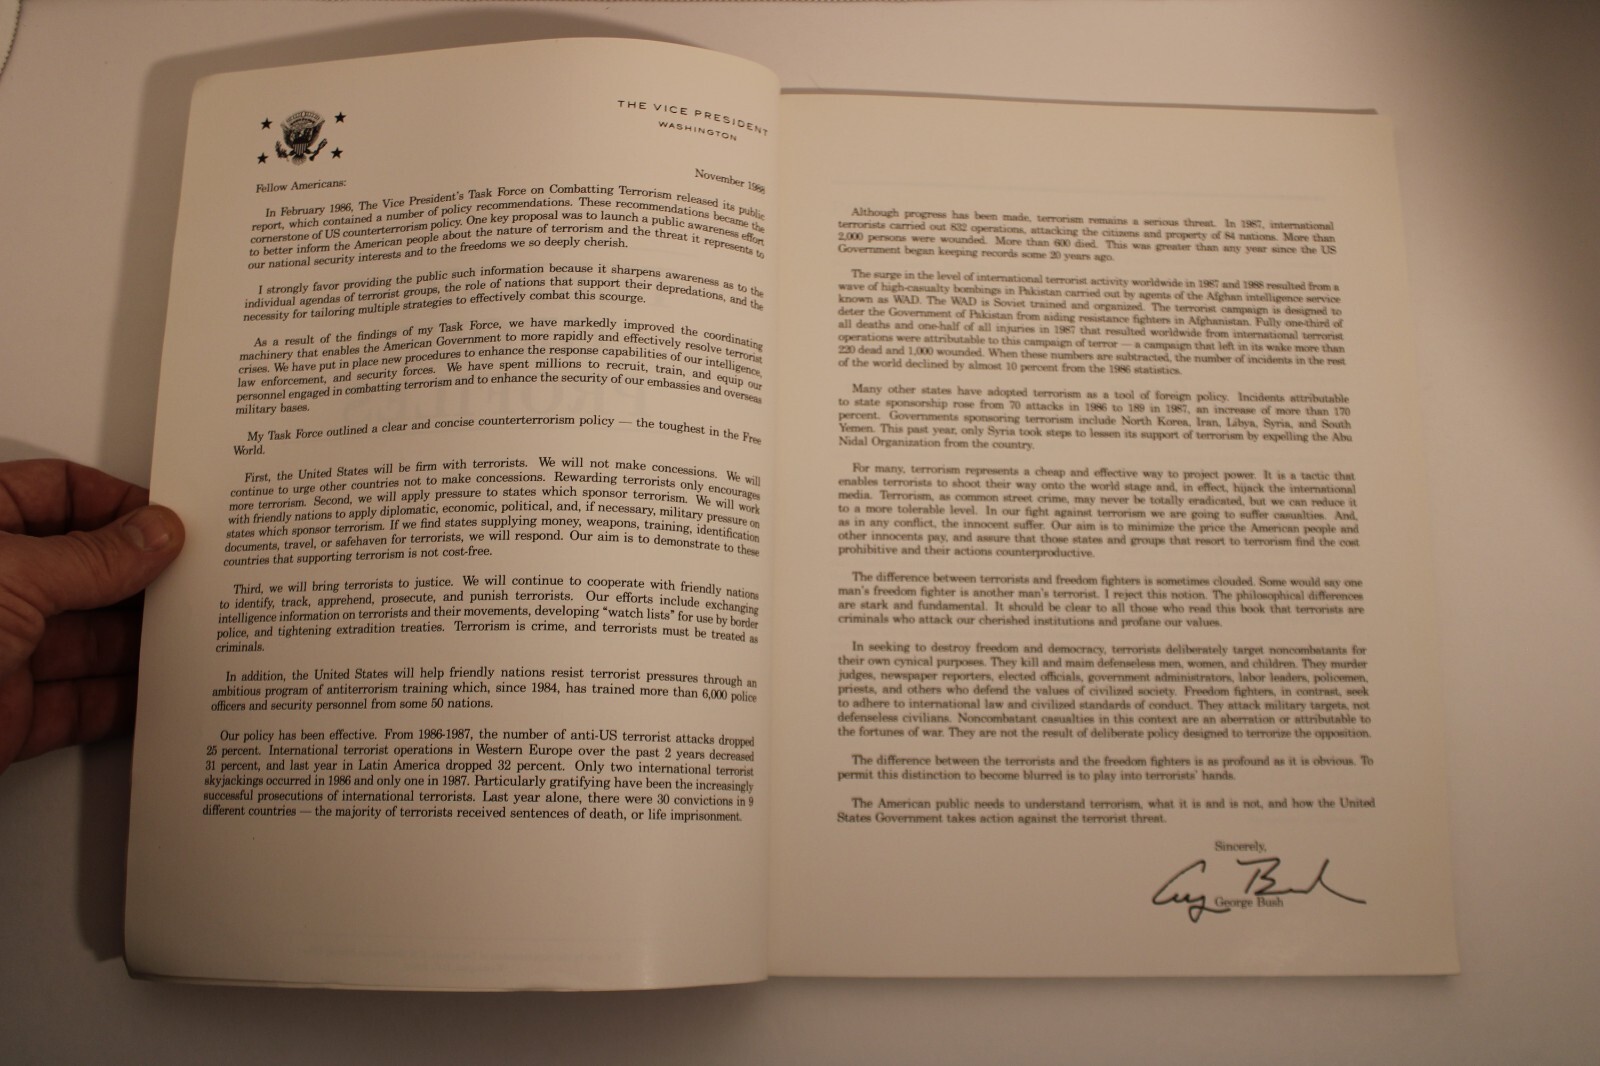 THE VICE PRESIDENT
WASHINGTON
November 1988
Fellow Americans:
In February 1986, The Vice President's Task Force on Combatting Terrorism released its public
report, which contained a number of policy recommendations. These recommendations became the
cornerstone of US counterterrorism policy. One key proposal was to launch a public awareness effort
to better inform the American people about the nature of terrorism and the threat it represents to
our national security interests and to the freedoms we so deeply cherish.
I strongly favor providing the public such information because it sharpens awareness as to the
individual agendas of terrorist groups, the role of nations that support their depredations, and the
necessity for tailoring multiple strategies to effectively combat this scourge.
As a result of the findings of my Task Force, we have markedly improved the coordinating
machinery that enables the American Government to more rapidly and effectively resolve terrorist
crises. We have put in place new procedures to enhance the response capabilities of our intelligence,
law enforcement, and security forces. We have spent millions to recruit, train, and equip our
personnel engaged in combatting terrorism and to enhance the security of our embassies and overseas
military bases.
My Task Force outlined a clear and concise counterterrorism policy — the toughest in the Free
World.
First, the United States will be firm with terrorists. We will not make concessions. We will
continue to urge other countries not to make concessions. Rewarding terrorists only encourages
more terrorism. Second, we will apply pressure to states which sponsor terrorism. We will work
with friendly nations to apply diplomatic, economic, political, and, if necessary, military pressure on
states which sponsor terrorism. If we find states supplying money, weapons, training, identification
documents, travel, or safehaven for terrorists, we will respond. Our aim is to demonstrate to these
countries that supporting terrorism is not cost-free.
Third, we will bring terrorists to justice. We will continue to cooperate with friendly nations
to identify, track, apprehend, prosecute, and punish terrorists. Our efforts include exchanging
intelligence information on terrorists and their movements, developing "watch lists" for use by border
police, and tightening extradition treaties. Terrorism is crime, and terrorists must be treated as
criminals.
In addition, the United States will help friendly nations resist terrorist pressures through an
ambitious program of antiterrorism training which, since 1984, has trained more than 6,000 police
officers and security personnel from some 50 nations.
Our policy has been effective. From 1986-1987, the number of anti-US terrorist attacks dropped
25 percent. International terrorist operations in Western Europe over the past 2 years decreased
31 percent, and last year in Latin America dropped 32 percent. Only two international terrorist
skyjackings occurred in 1986 and only one in 1987. Particularly gratifying have been the increasingly
successful prosecutions of international terrorists. Last year alone, there were 30 convictions in 9
different countries — the majority of terrorists received sentences of death, or life imprisonment.
Although progress has been made, terrorism remains a serious threat. In 1987, international
terrorists carried out 832 operations, attacking the citizens and property of 84 nations. More than
2,000 persons were wounded. More than 600 died. This was greater than any year since the US
Government began keeping records some 20 years ago.
The surge in the level of international terrorist activity worldwide in 1987 and 1988 resulted from a
wave of high-casualty bombings in Pakistan carried out by agents of the Afghan intelligence service
known as WAD. The WAD is Soviet trained and organized. The terrorist campaign is designed to
deter the Government of Pakistan from aiding resistance fighters in Afghanistan. Fully one-third of
all deaths and one-half of all injuries in 1987 that resulted worldwide from international terrorist
operations were attributable to this campaign of terror — a campaign that left in its wake more than
220 dead and 1,000 wounded. When these numbers are subtracted, the number of incidents in the rest
of the world declined by almost 10 percent from the 1986 statistics.
Many other states have adopted terrorism as a tool of foreign policy. Incidents attributable
to state sponsorship rose from 70 attacks in 1986 to 189 in 1987, an increase of more than 170
percent. Governments sponsoring terrorism include North Korea, Iran, Libya, Syria, and South
Yemen. This past year, only Syria took steps to lessen its support of terrorism by expelling the Abu
Nidal Organization from the country.
For many, terrorism represents a cheap and effective way to project power. It is a tactic that
enables terrorists to shoot their way onto the world stage and, in effect, hijack the international
media. Terrorism, as common street crime, may never be totally eradicated, but we can reduce it
to a more tolerable level. In our fight against terrorism we are going to suffer casualties. And,
as in any conflict, the innocent suffer. Our aim is to minimize the price the American people and
other innocents pay, and assure that those states and groups that resort to terrorism find the cost
prohibitive and their actions counterproductive.
The difference between terrorists and freedom fighters is sometimes clouded. Some would say one
man's freedom fighter is another man's terrorist. I reject this notion. The philosophical differences
are stark and fundamental. It should be clear to all those who read this book that terrorists are
criminals who attack our cherished institutions and profane our values.
In seeking to destroy freedom and democracy, terrorists deliberately target noncombatants for
their own cynical purposes. They kill and maim defenseless men, women, and children. They murder
judges, newspaper reporters, elected officials, government administrators, labor leaders, policemen,
priests, and others who defend the values of civilized society. Freedom fighters, in contrast, seek
to adhere to international law and civilized standards of conduct. They attack military targets, not
defenseless civilians. Noncombatant casualties in this context are an aberration or attributable to
the fortunes of war. They are not the result of deliberate policy designed to terrorize the opposition.
The difference between the terrorists and the freedom fighters is as profound as it is obvious. To
permit this distinction to become blurred is to play into terrorists' hands.
The American public needs to understand terrorism, what it is and is not, and how the United
States Government takes action against the terrorist threat.
Sincerely,
George Bush